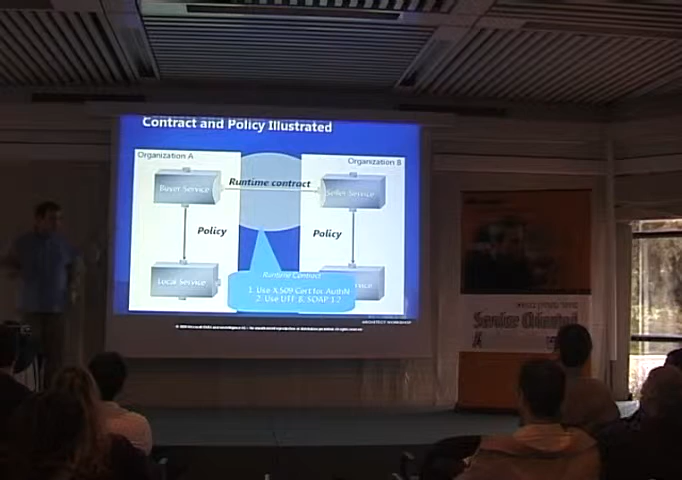 Contract and Policy Illustrated
Organization A
Organization B
Buyer Service
Runtime contract
Seller Service
Policy
Policy
Local Service
Runtime Contract
1. Use X.509 Cert for AuthN
2. Use UTF 8, SOAP 1.2
Service
Service Oriented
A